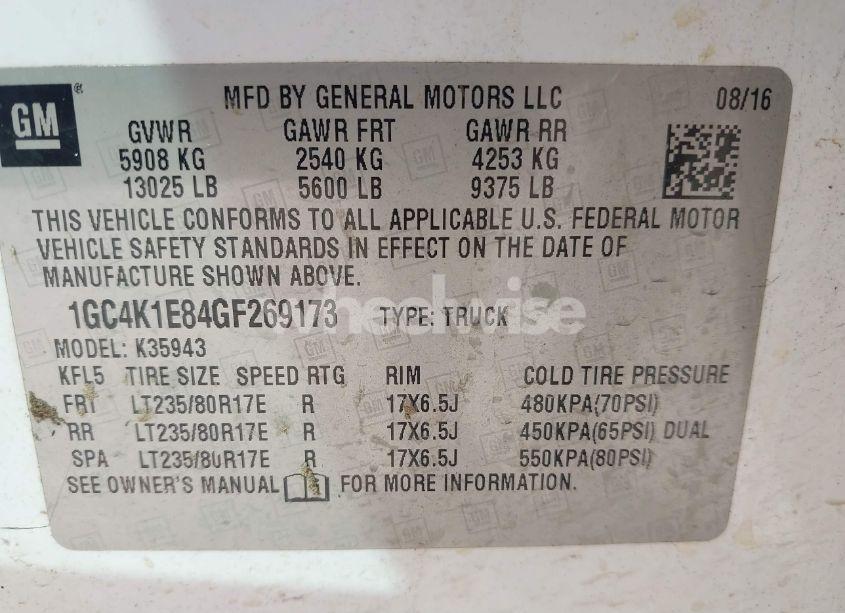 GM
MFD BY GENERAL MOTORS LLC 08/16
GVWR GAWR FRT GAWR RR
5908 KG 2540 KG 4253 KG
13025 LB 5600 LB 9375 LB
THIS VEHICLE CONFORMS TO ALL APPLICABLE U.S. FEDERAL MOTOR
VEHICLE SAFETY STANDARDS IN EFFECT ON THE DATE OF
MANUFACTURE SHOWN ABOVE.
1GC4K1E84GF269173 TYPE: TRUCK
wheelwise
MODEL: K35943
KFL5 TIRE SIZE SPEED RTG RIM COLD TIRE PRESSURE
FRT LT235/80R17E R 17X6.5J 480KPA(70PSI)
RR LT235/80R17E R 17X6.5J 450KPA(65PSI) DUAL
SPA LT235/80R17E R 17X6.5J 550KPA(80PSI)
SEE OWNER'S MANUAL FOR MORE INFORMATION.